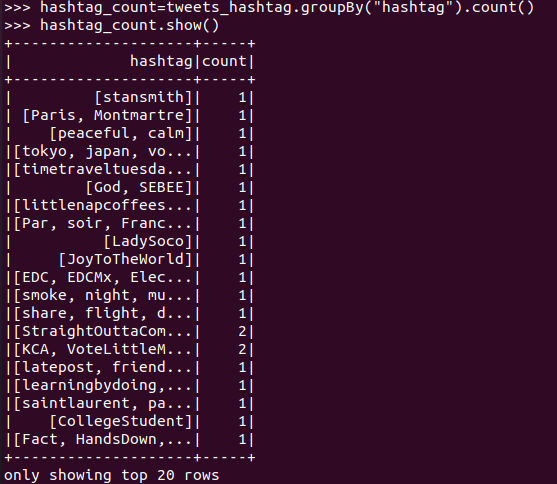 >>> hashtag_count=tweets_hashtag.groupBy("hashtag").count()
>>> hashtag_count.show()
+--------------------+-----+
|             hashtag|count|
+--------------------+-----+
|         [stansmith]|    1|
| [Paris, Montmartre]|    1|
|    [peaceful, calm]|    1|
|[tokyo, japan, vo...|    1|
|[timetraveltuesda...|    1|
|        [God, SEBEE]|    1|
|[littlenapcoffees...|    1|
|[Par, soir, Franc...|    1|
|          [LadySoco]|    1|
|     [JoyToTheWorld]|    1|
|[EDC, EDCMx, Elec...|    1|
|[smoke, night, mu...|    1|
|[share, flight, d...|    1|
|[StraightOuttaCom...|    2|
|[KCA, VoteLittleM...|    2|
|[latepost, friend...|    1|
|[learningbydoing,...|    1|
|[saintlaurent, pa...|    1|
|    [CollegeStudent]|    1|
|[Fact, HandsDown,...|    1|
+--------------------+-----+
only showing top 20 rows